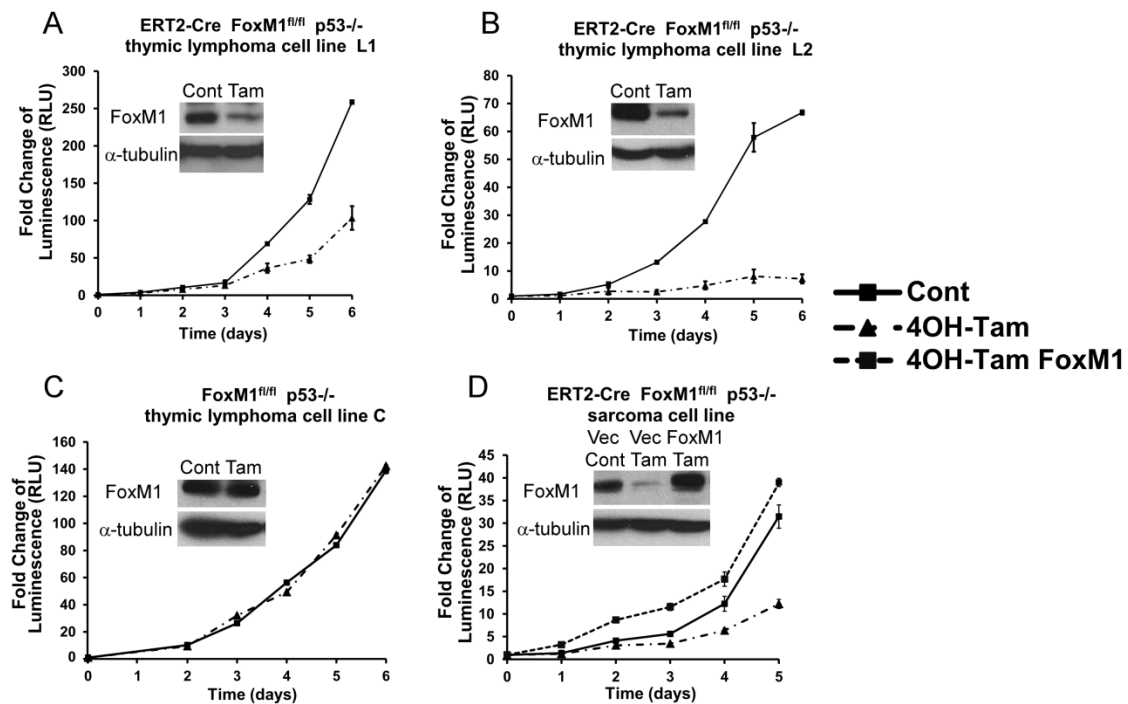 A
ERT2-Cre FoxM1fl/fl p53-/-
thymic lymphoma cell line L1
Fold Change of
Luminescence (RLU)
300
250
200
150
100
50
0
Cont Tam
FoxM1
α-tubulin
0 1 2 3 4 5 6
Time (days)
B
ERT2-Cre FoxM1fl/fl p53-/-
thymic lymphoma cell line L2
Fold Change of
Luminescence (RLU)
80
70
60
50
40
30
20
10
0
Cont Tam
FoxM1
α-tubulin
0 1 2 3 4 5 6
Time (days)
Cont
4OH-Tam
4OH-Tam FoxM1
C
FoxM1fl/fl p53-/-
thymic lymphoma cell line C
Fold Change of
Luminescence (RLU)
160
140
120
100
80
60
40
20
0
Cont Tam
FoxM1
α-tubulin
0 2 3 4 5 6
Time (days)
D
ERT2-Cre FoxM1fl/fl p53-/-
sarcoma cell line
Fold Change of
Luminescence (RLU)
45
40
35
30
25
20
15
10
5
0
Vec Vec FoxM1
Cont Tam Tam
FoxM1
α-tubulin
0 1 2 3 4 5
Time (days)